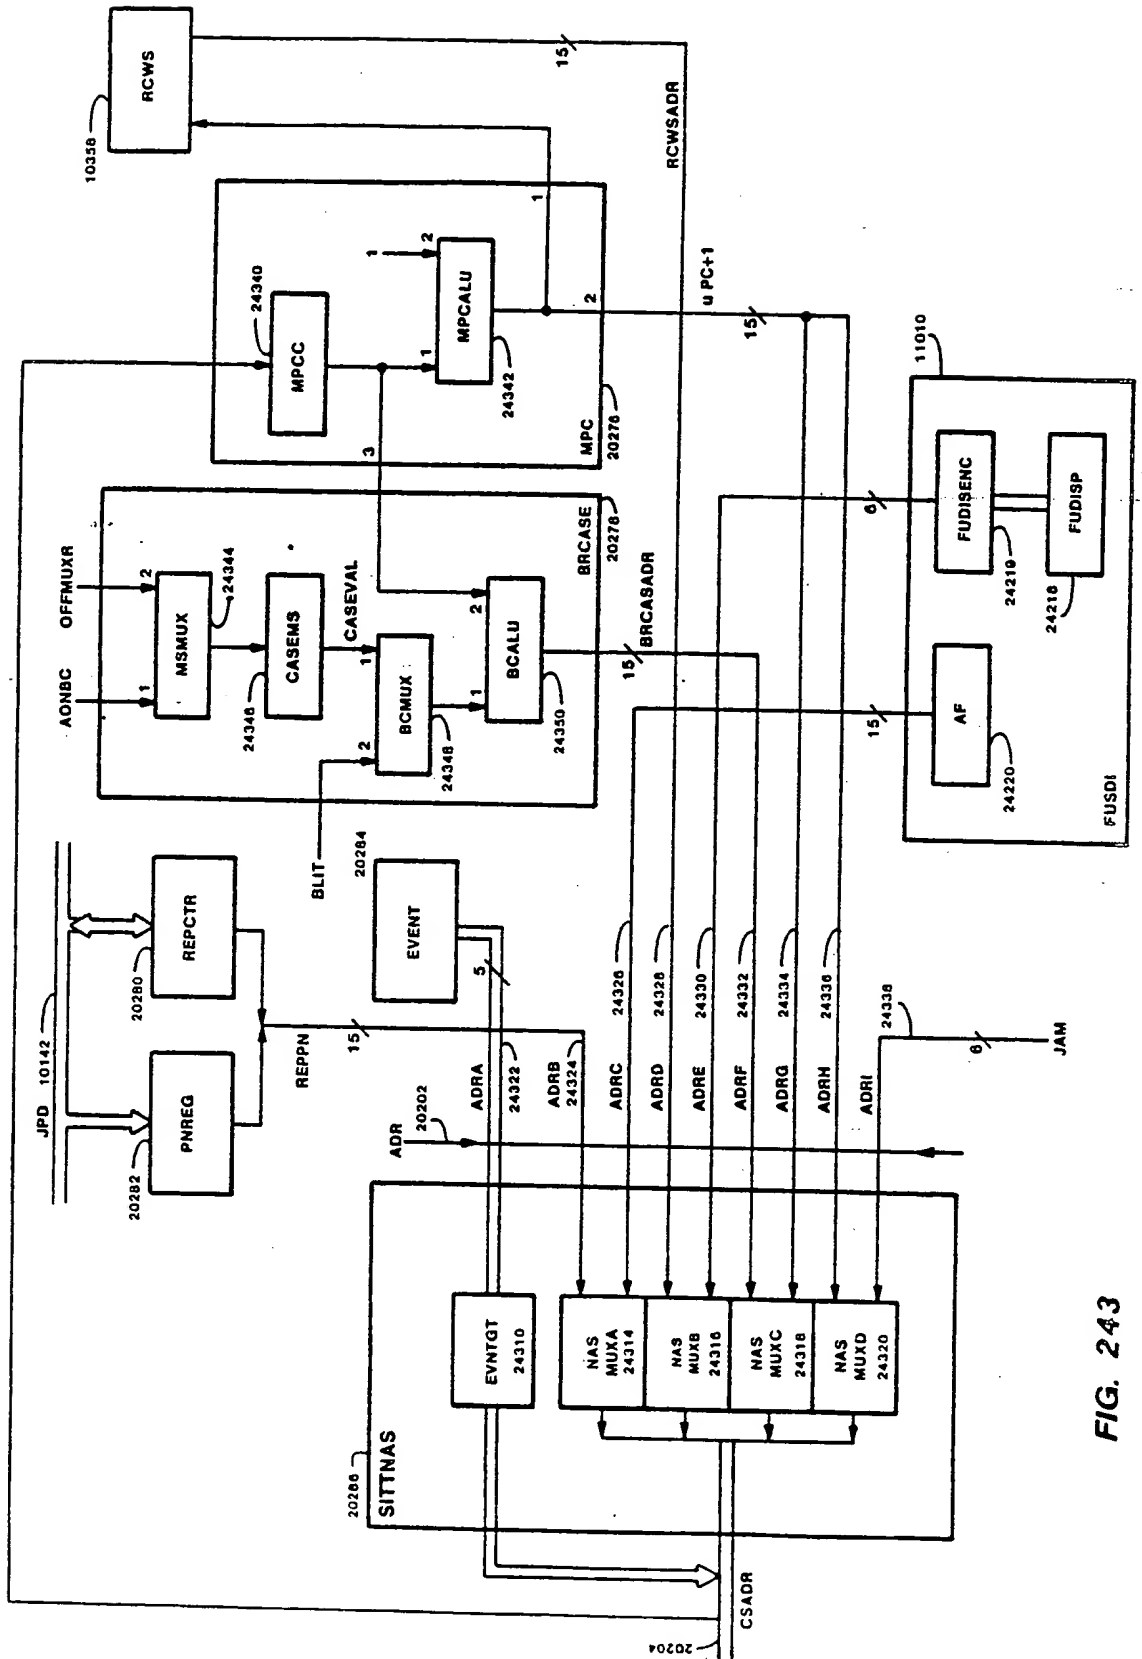 10358
RCWS
15
RCWSADR
MPCC
24340
1
2
1
MPCALU
24342
1
2
3
MPC
20276
u PC+1
15
AONBC
OFFMUXR
1
2
MSMUX
24344
CASEMS
24346
CASEVAL
1
2
BCMUX
24348
BLIT
1
2
BCALU
24350
BRCASE
20278
15
BRCASADR
11010
FUDISENC
24219
FUDISP
24218
6
AF
24220
15
FUSDI
JPD
10142
REPCTR
20280
PNREG
20282
REPPN
15
EVENT
20284
5
ADRA
24322
ADRB
24324
ADRC
24326
ADRD
24328
ADRE
24330
ADRF
24332
ADRG
24334
ADRH
24336
ADRI
24338
6
JAM
ADR
20202
20286
SITTNAS
EVNTGT
24310
NAS
MUXA
24314
NAS
MUXB
24316
NAS
MUXC
24318
NAS
MUXD
24320
CSADR
20204
FIG. 243